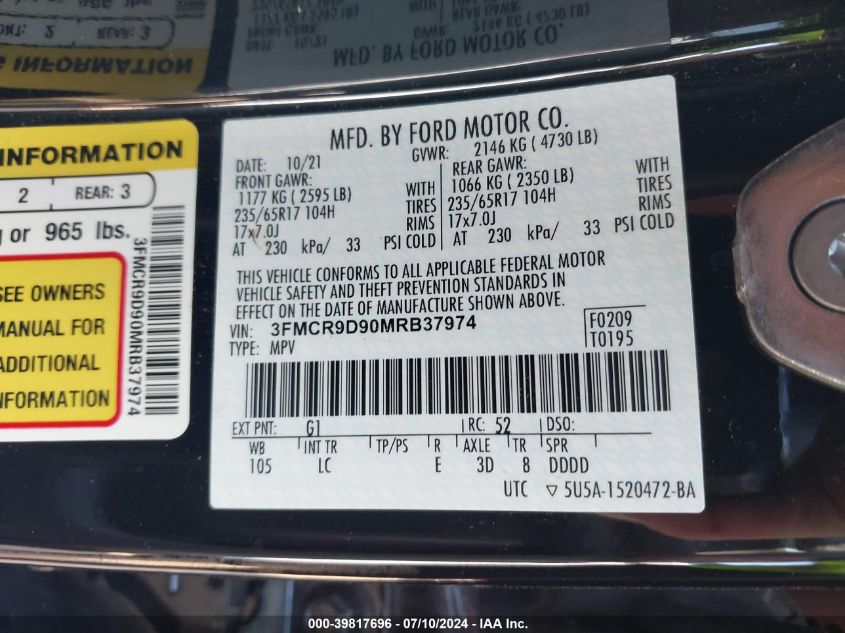 INFORMATION
2 REAR: 3
or 965 lbs.
SEE OWNERS
MANUAL FOR
ADDITIONAL
INFORMATION
3FMCR9D90MRB37974
MFD. BY FORD MOTOR CO.
DATE: 10/21 GVWR: 2146 KG ( 4730 LB)
FRONT GAWR: REAR GAWR:
1177 KG ( 2595 LB) WITH 1066 KG ( 2350 LB) WITH
235/65R17 104H TIRES 235/65R17 104H TIRES
17x7.0J RIMS 17x7.0J RIMS
AT 230 kPa/ 33 PSI COLD AT 230 kPa/ 33 PSI COLD
THIS VEHICLE CONFORMS TO ALL APPLICABLE FEDERAL MOTOR
VEHICLE SAFETY AND THEFT PREVENTION STANDARDS IN
EFFECT ON THE DATE OF MANUFACTURE SHOWN ABOVE.
VIN: 3FMCR9D90MRB37974 F0209
TYPE: MPV T0195
EXT PNT: G1 RC: 52 DSO:
WB INT TR TP/PS R AXLE TR SPR
105 LC E 3D 8 DDDD
UTC ▽ 5U5A-1520472-BA
000-39817696 - 07/10/2024 - IAA Inc.